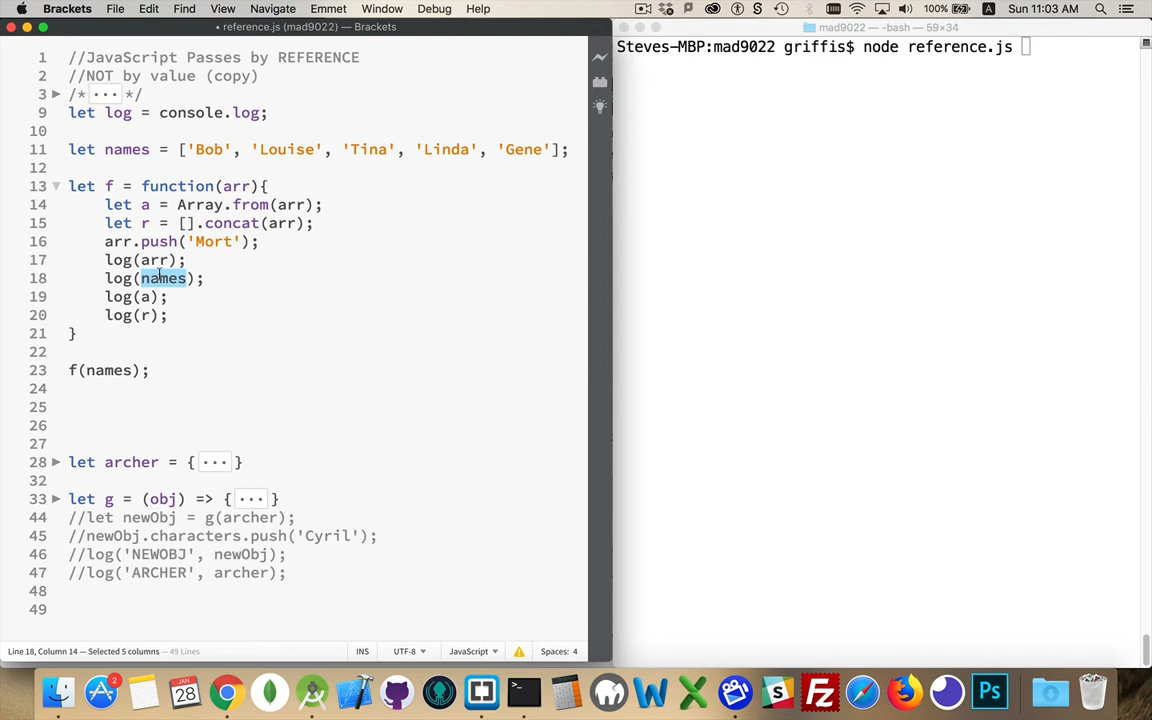 Brackets File Edit View Find Navigate Emmet Window Debug Help 100% A Sun 11:03 AM
• reference.js (mad9022) — Brackets
mad9022 — -bash — 59×34
Steves-MBP:mad9022 griffis$ node reference.js
1 //JavaScript Passes by REFERENCE
2 //NOT by value (copy)
3 /* ... */
9 let log = console.log;
10
11 let names = ['Bob', 'Louise', 'Tina', 'Linda', 'Gene'];
12
13 let f = function(arr){
14 let a = Array.from(arr);
15 let r = [].concat(arr);
16 arr.push('Mort');
17 log(arr);
18 log(names);
19 log(a);
20 log(r);
21 }
22
23 f(names);
24
25
26
27
28 let archer = { ... }
32
33 let g = (obj) => { ... }
44 //let newObj = g(archer);
45 //newObj.characters.push('Cyril');
46 //log('NEWOBJ', newObj);
47 //log('ARCHER', archer);
48
49
Line 18, Column 14 — Selected 5 columns — 49 Lines INS UTF-8 JavaScript Spaces: 4
2
JAN
28
W
X
S
Fz
Ps